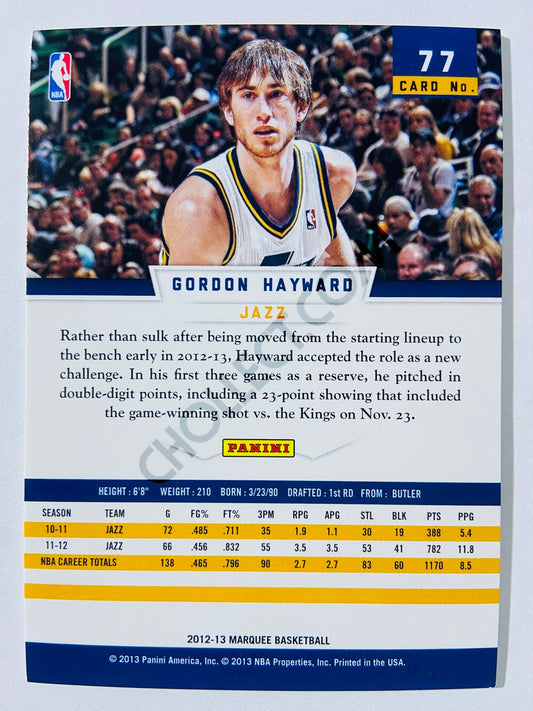 77
CARD No.
NBA
GORDON HAYWARD
JAZZ
Rather than sulk after being moved from the starting lineup to
the bench early in 2012-13, Hayward accepted the role as a new
challenge. In his first three games as a reserve, he pitched in
double-digit points, including a 23-point showing that included
the game-winning shot vs. the Kings on Nov. 23.
PANINI
HEIGHT : 6'8" WEIGHT : 210 BORN : 3/23/90 DRAFTED : 1st RD FROM : BUTLER
SEASON TEAM G FG% FT% 3PM RPG APG STL BLK PTS PPG
10-11 JAZZ 72 .485 .711 35 1.9 1.1 30 19 388 5.4
11-12 JAZZ 66 .456 .832 55 3.5 3.5 53 41 782 11.8
NBA CAREER TOTALS 138 .465 .796 90 2.7 2.7 83 60 1170 8.5
2012-13 MARQUEE BASKETBALL
© 2013 Panini America, Inc. © 2013 NBA Properties, Inc. Printed in the USA.